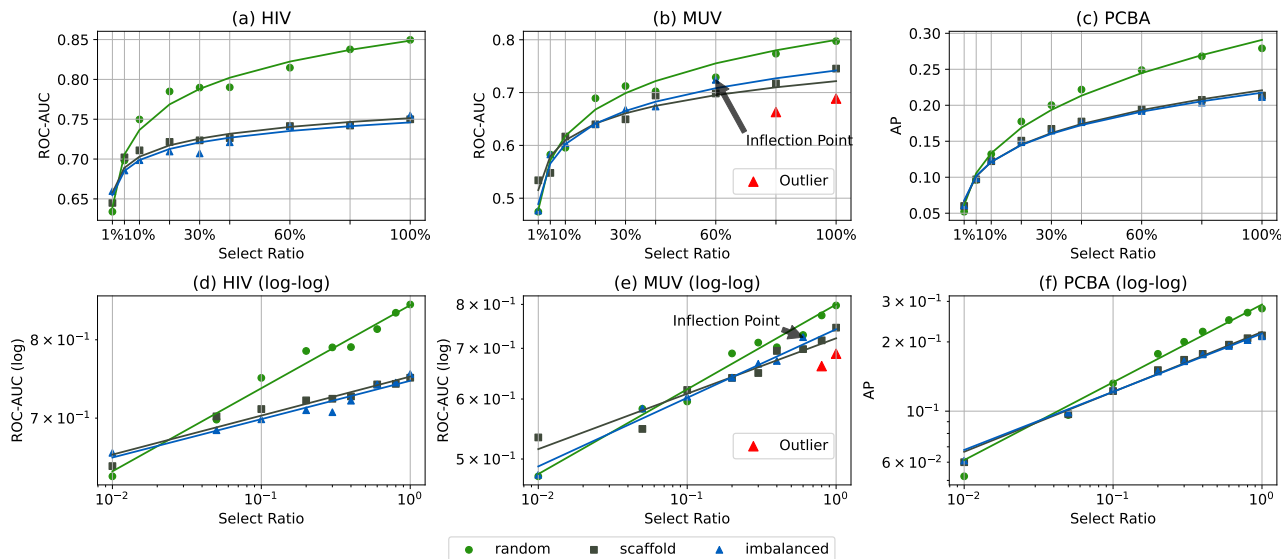 (a) HIV
(b) MUV
(c) PCBA
ROC-AUC
0.85
0.80
0.75
0.70
0.65
1%
10%
30%
60%
100%
Select Ratio
ROC-AUC
0.8
0.7
0.6
0.5
Inflection Point
Outlier
1%
10%
30%
60%
100%
Select Ratio
AP
0.30
0.25
0.20
0.15
0.10
0.05
1%
10%
30%
60%
100%
Select Ratio
(d) HIV (log-log)
(e) MUV (log-log)
(f) PCBA (log-log)
ROC-AUC (log)
8 × 10⁻¹
7 × 10⁻¹
10⁻²
10⁻¹
10⁰
Select Ratio
ROC-AUC (log)
8 × 10⁻¹
7 × 10⁻¹
6 × 10⁻¹
5 × 10⁻¹
Inflection Point
Outlier
10⁻²
10⁻¹
10⁰
Select Ratio
AP
3 × 10⁻¹
2 × 10⁻¹
10⁻¹
6 × 10⁻²
10⁻²
10⁻¹
10⁰
Select Ratio
random
scaffold
imbalanced